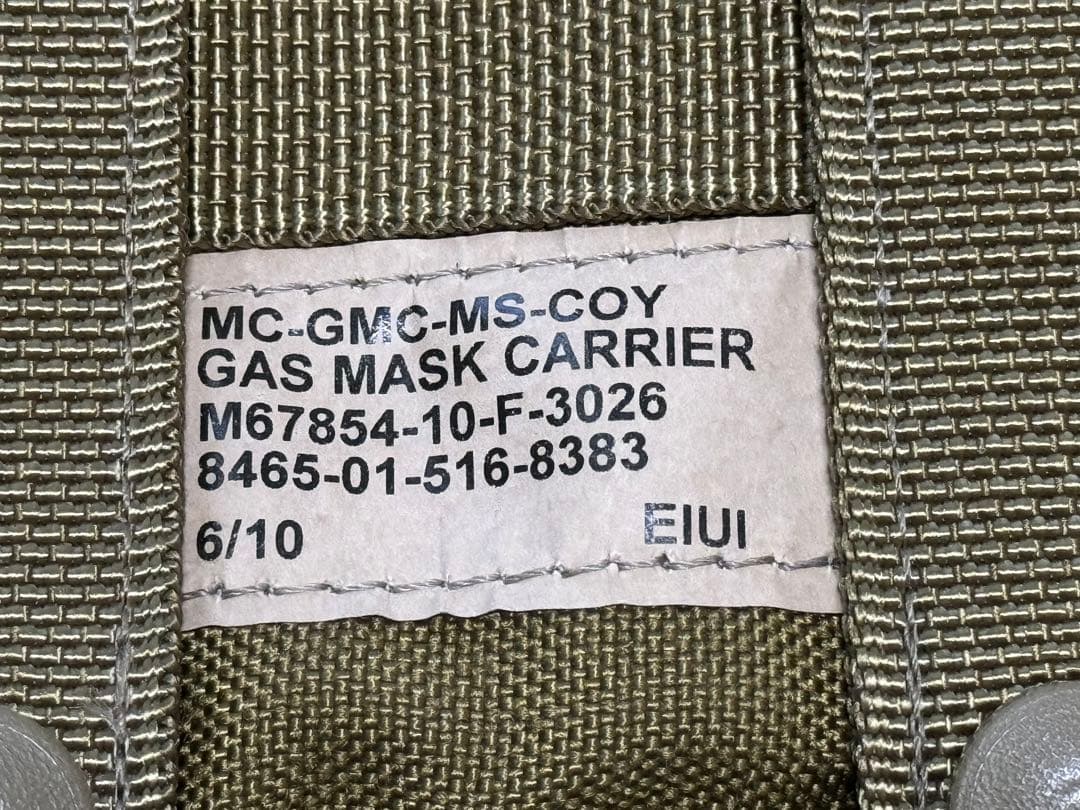 MC-GMC-MS-COY
GAS MASK CARRIER
M67854-10-F-3026
8465-01-516-8383
6/10 EIUI